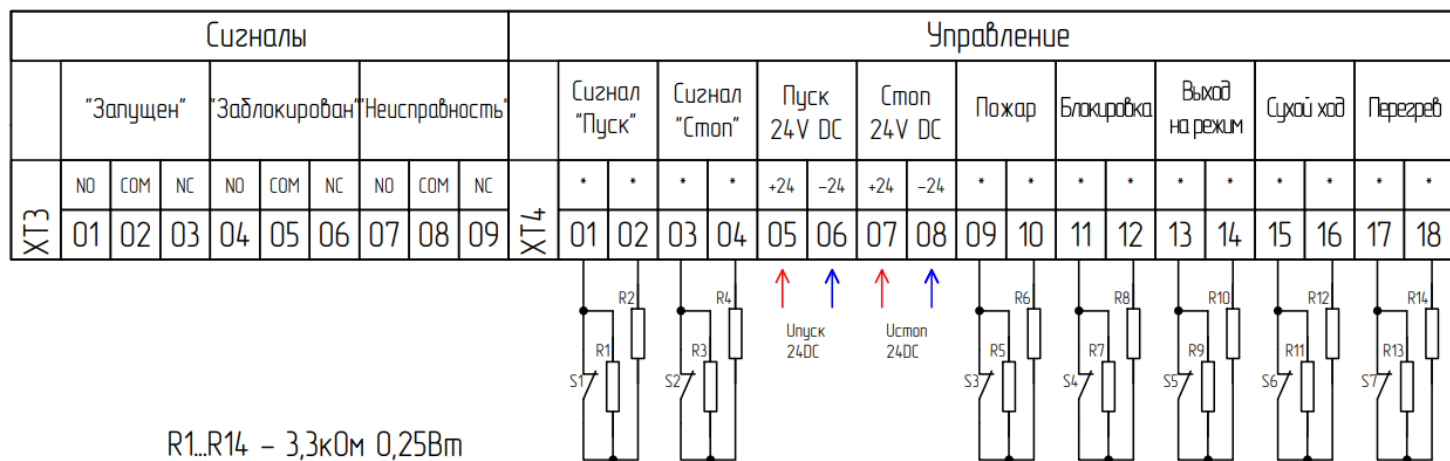 Сигналы Управление
"Запущен" "Заблокирован" "Неисправность" Сигнал "Пуск" Сигнал "Стоп" Пуск 24V DC Стоп 24V DC Пожар Блокировка Выход на режим Сухой ход Перегрев
XT3 NO COM NC NO COM NC NO COM NC XT4 * * * * +24 -24 +24 -24 * * * * * * * * * *
01 02 03 04 05 06 07 08 09 01 02 03 04 05 06 07 08 09 10 11 12 13 14 15 16 17 18
R2 R4 R6 R8 R10 R12 R14
Uпуск 24DC Uстоп 24DC
R1 R3 R5 R7 R9 R11 R13
S1 S2 S3 S4 S5 S6 S7
R1...R14 - 3,3кОм 0,25Вт